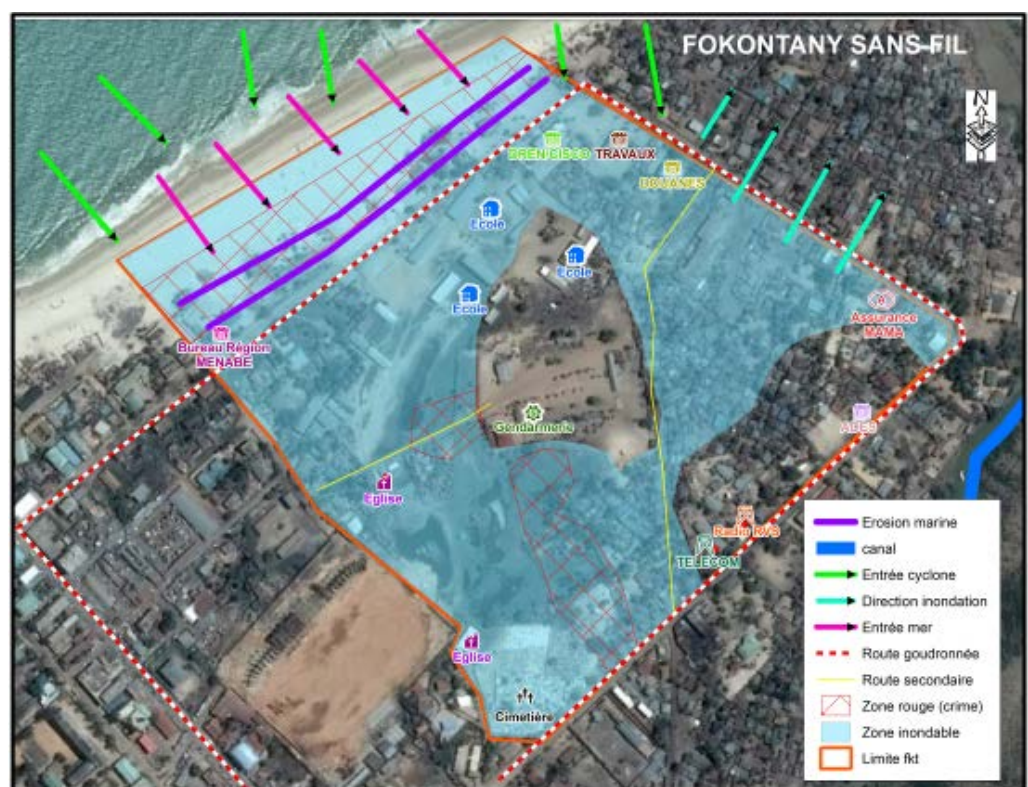 FOKONTANY SANS FIL
N
DREN/CISCO
TRAVAUX
DOUANES
Ecole
Ecole
Ecole
Assurance
MAMA
Bureau Région
MENABE
Gendarmerie
ADES
Eglise
Radio
TELECOM
Eglise
Cimetière
Erosion marine
canal
Entrée cyclone
Direction inondation
Entrée mer
Route goudronnée
Route secondaire
Zone rouge (crime)
Zone inondable
Limite fkt